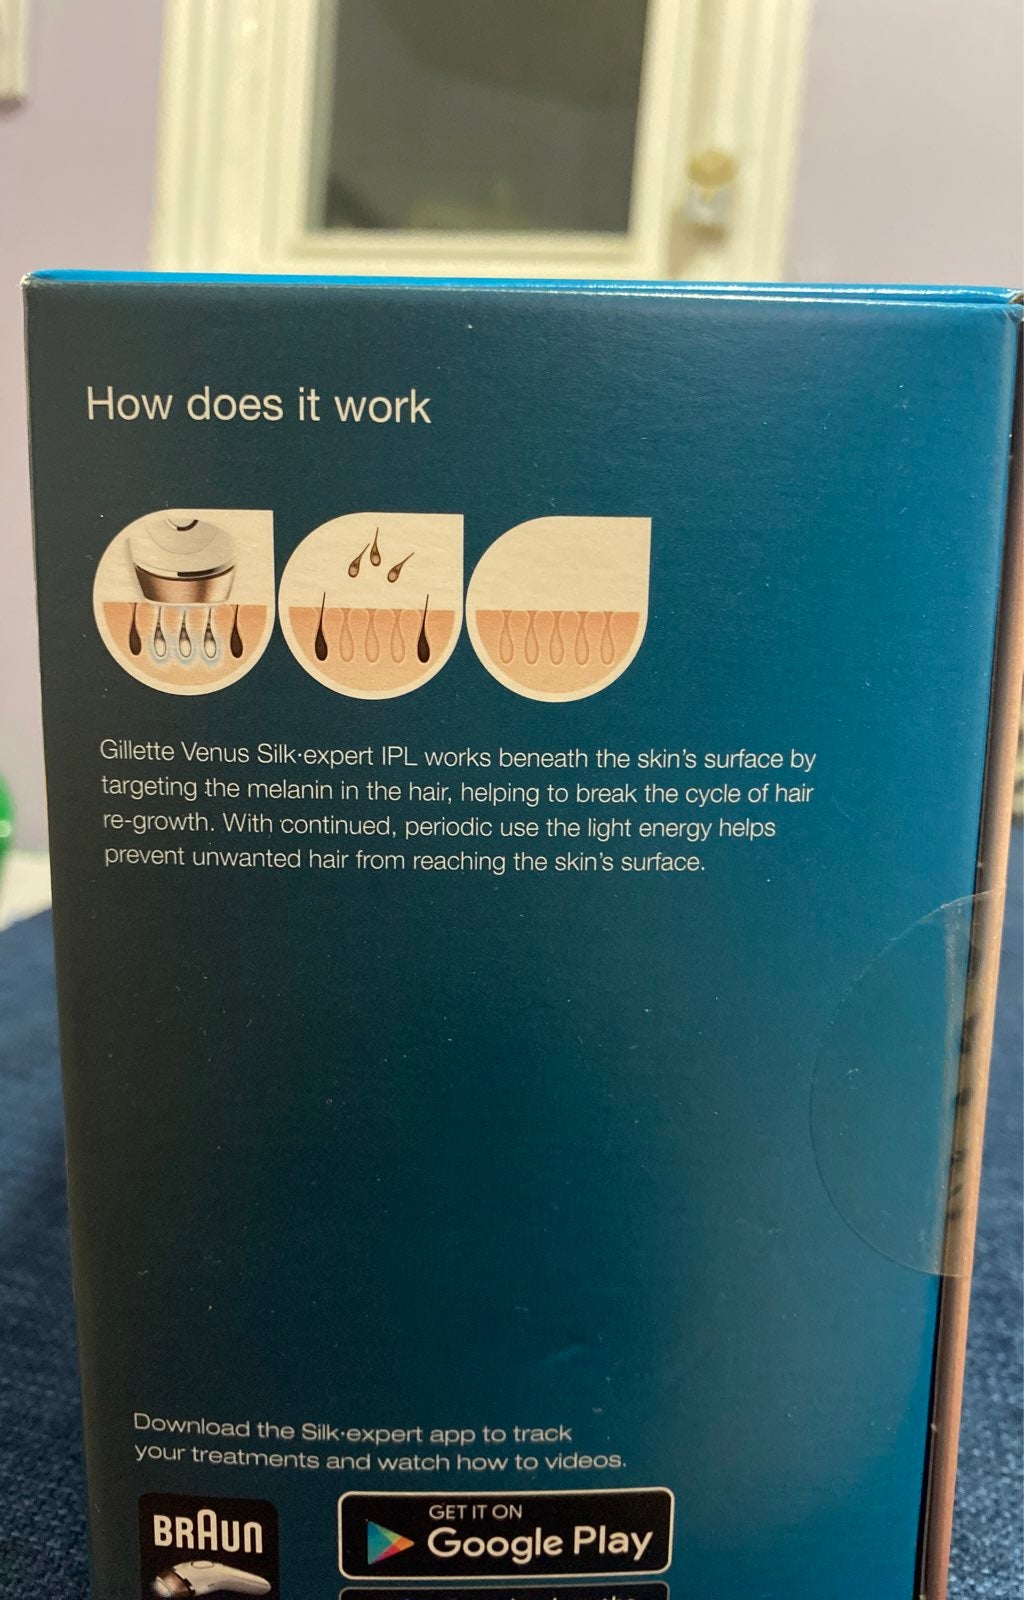 How does it work
Gillette Venus Silk·expert IPL works beneath the skin's surface by
targeting the melanin in the hair, helping to break the cycle of hair
re-growth. With continued, periodic use the light energy helps
prevent unwanted hair from reaching the skin's surface.
Download the Silk·expert app to track
your treatments and watch how to videos.
BRAUN
GET IT ON
Google Play